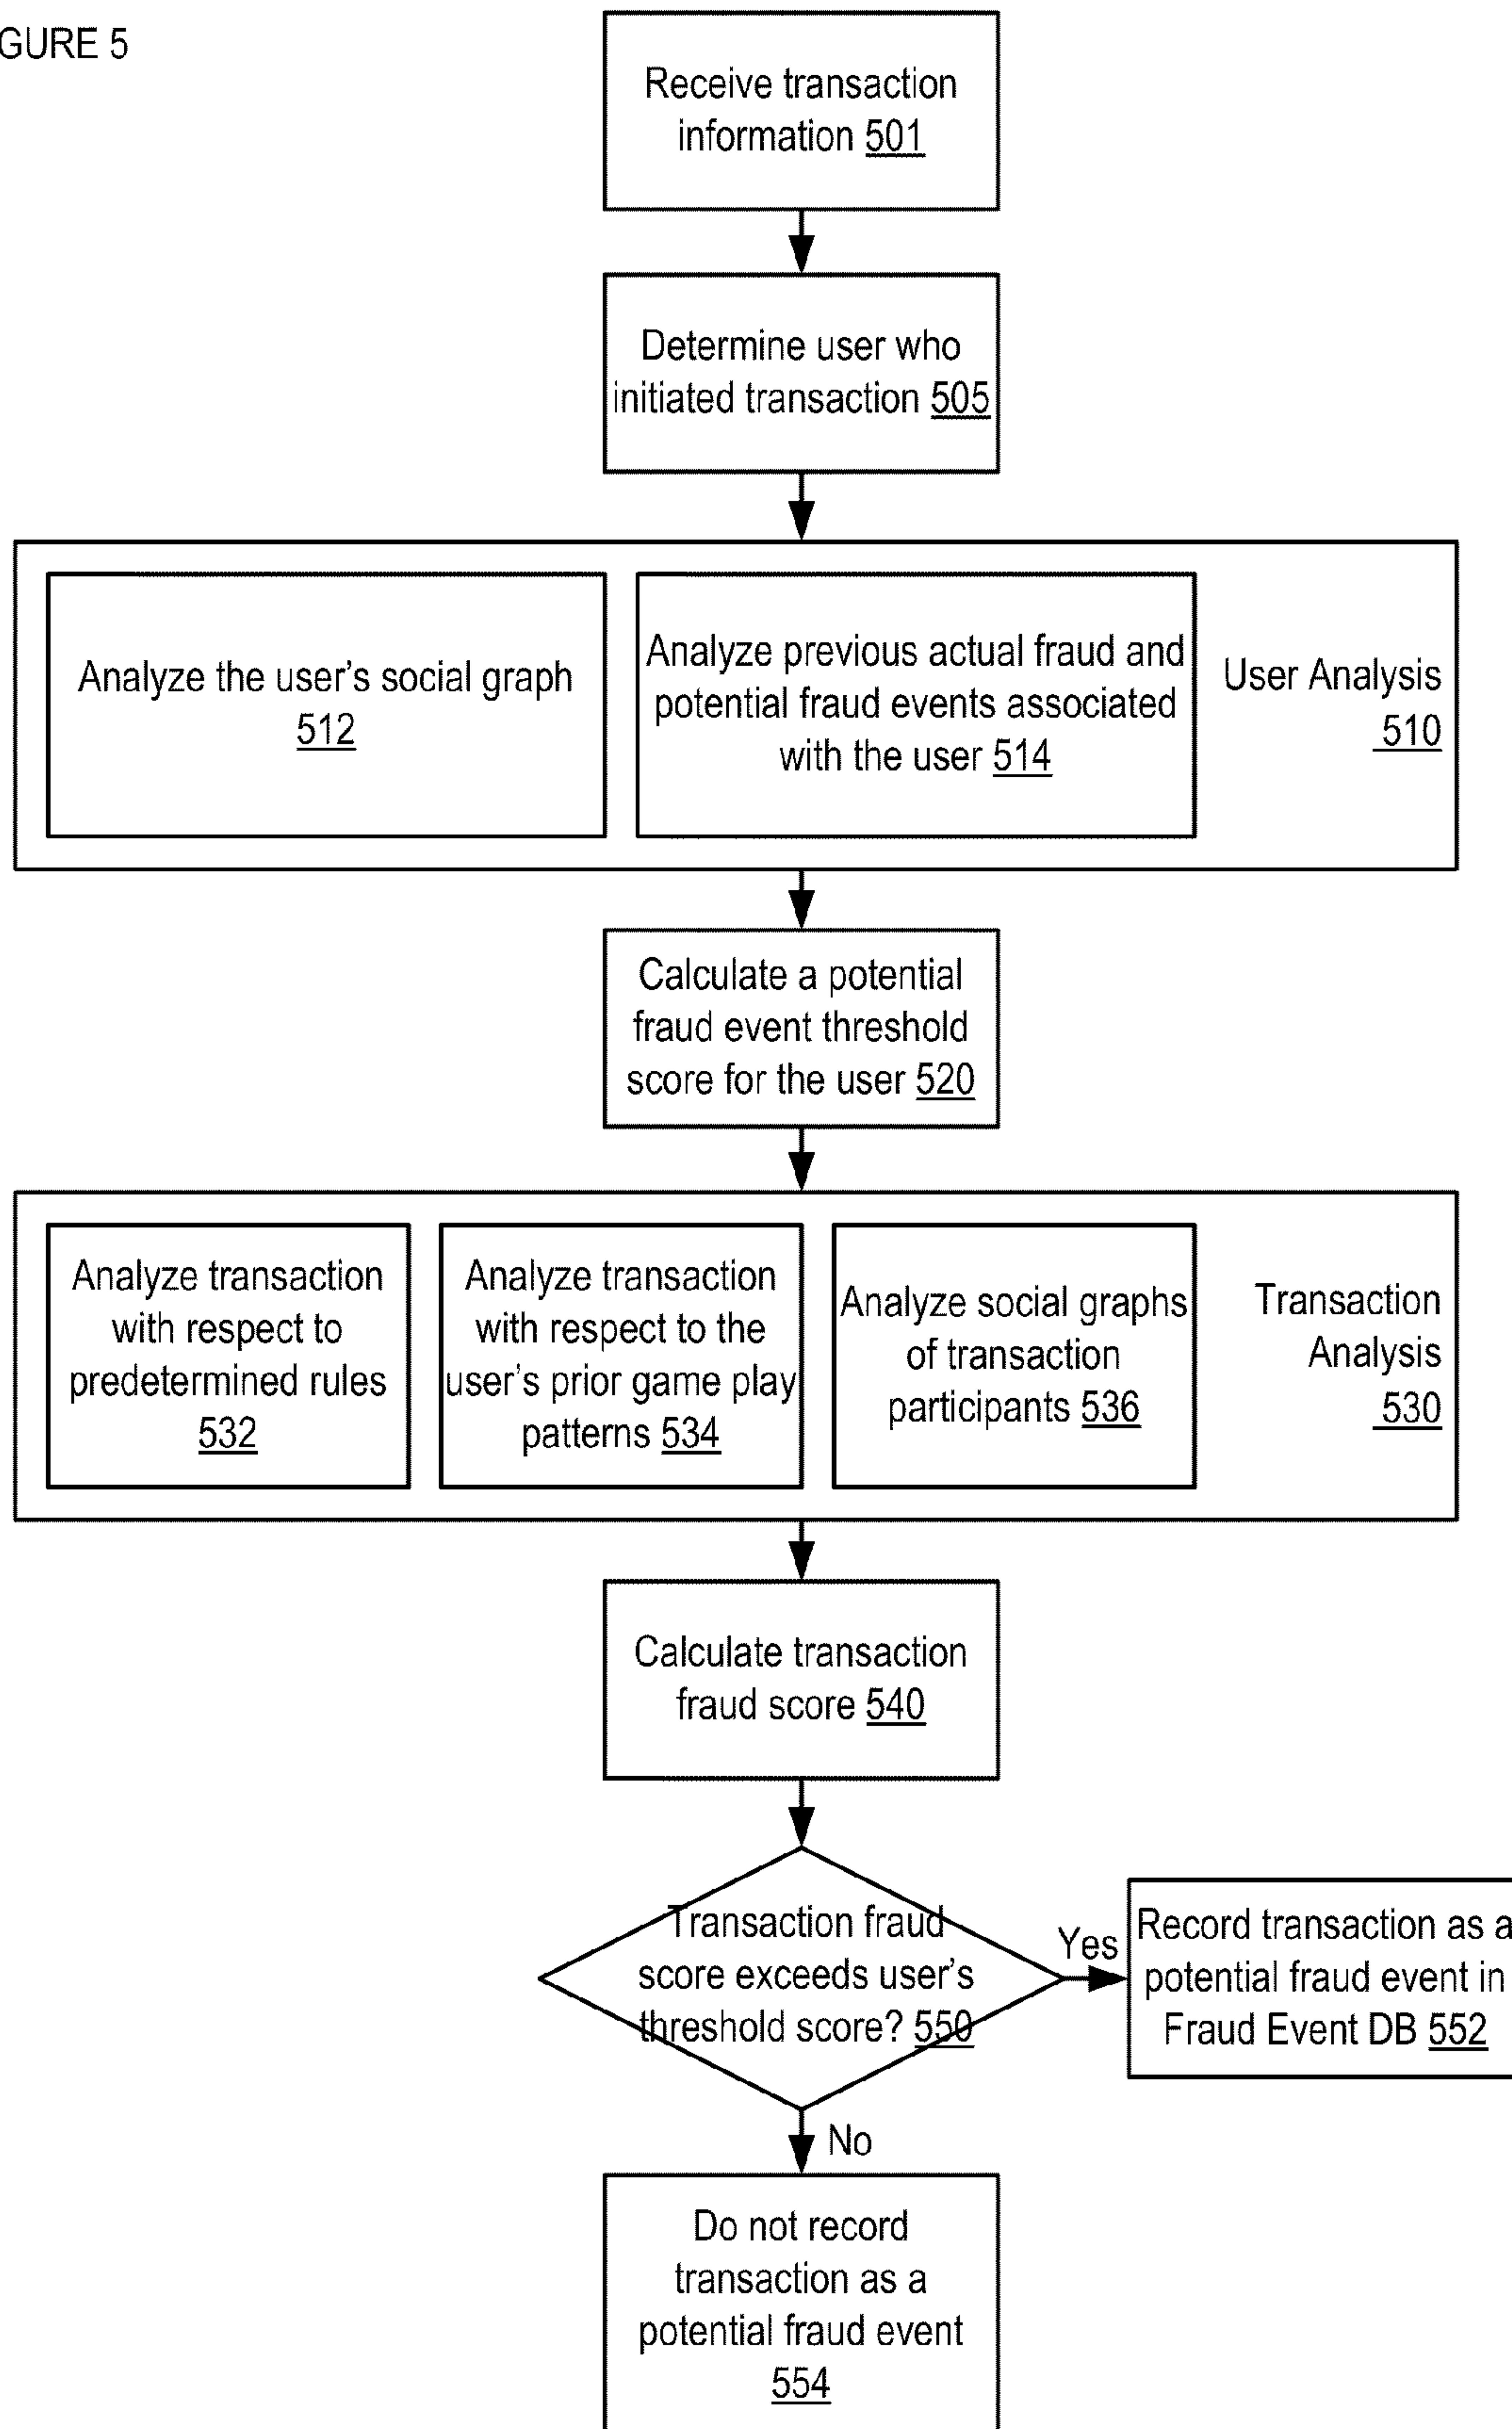 GURE 5
Receive transaction
information 501
Determine user who
initiated transaction 505
Analyze the user's social graph
512
Analyze previous actual fraud and
potential fraud events associated
with the user 514
User Analysis
510
Calculate a potential
fraud event threshold
score for the user 520
Analyze transaction
with respect to
predetermined rules
532
Analyze transaction
with respect to the
user's prior game play
patterns 534
Analyze social graphs
of transaction
participants 536
Transaction
Analysis
530
Calculate transaction
fraud score 540
Transaction fraud
score exceeds user's
threshold score? 550
Yes
Record transaction as a
potential fraud event in
Fraud Event DB 552
No
Do not record
transaction as a
potential fraud event
554